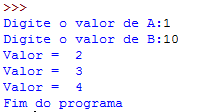 >>>
Digite o valor de A:1
Digite o valor de B:10
Valor =  2
Valor =  3
Valor =  4
Fim do programa